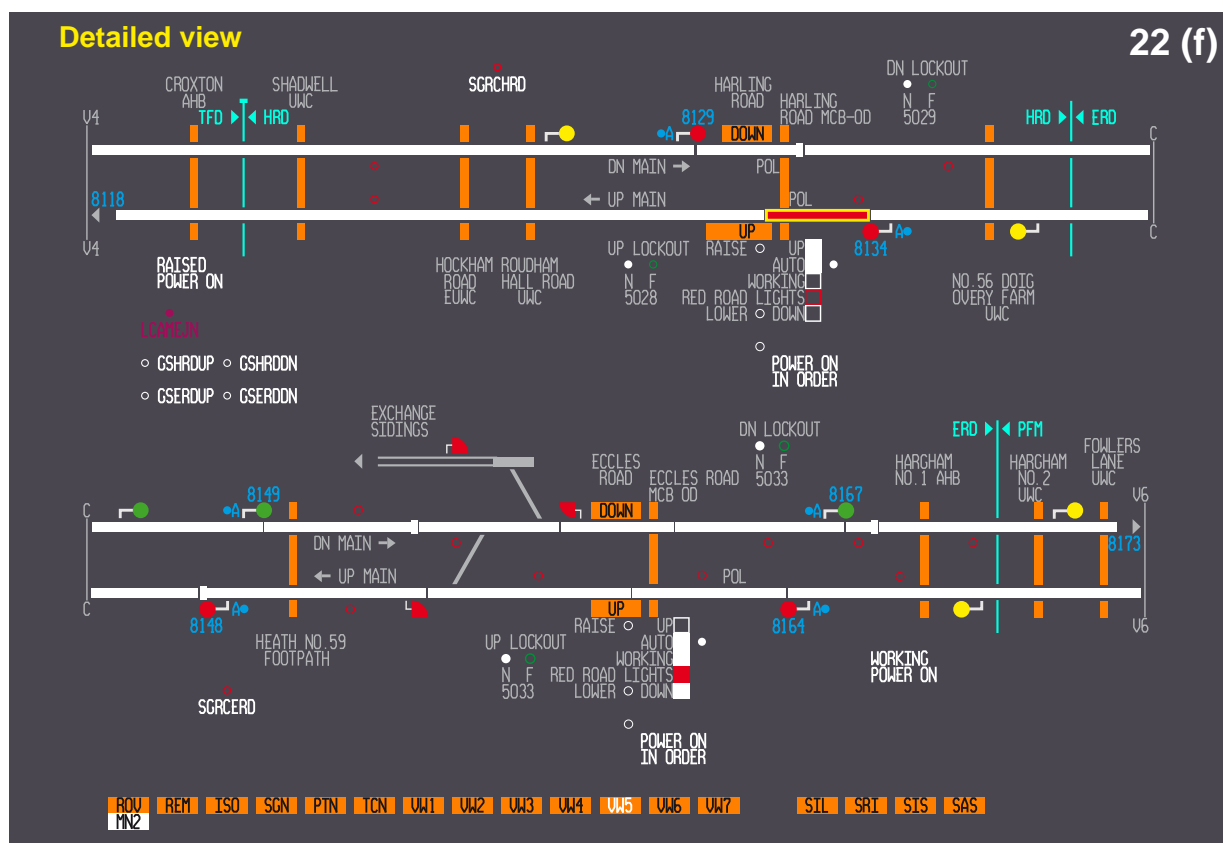 Detailed view
22 (f)
CROXTON
AHB
SHADWELL
UWC
SGRCHRD
HARLING
ROAD
HARLING
ROAD MCB-OD
DN LOCKOUT
N F
5029
V4
TFD HRD
8129
A
DOWN
HRD ERD
C
DN MAIN →
POL
8118
← UP MAIN
POL
V4
UP
8134
A
C
RAISED
POWER ON
HOCKHAM
ROAD
EUWC
ROUDHAM
HALL ROAD
UWC
UP LOCKOUT
N F
5028
RAISE UP
AUTO
WORKING
RED ROAD LIGHTS
LOWER DOWN
NO.56 DOIG
OVERY FARM
UWC
LCAMEJN
GSHRDUP GSHRDDN
GSERDUP GSERDDN
POWER ON
IN ORDER
EXCHANGE
SIDINGS
ECCLES
ROAD
ECCLES ROAD
MCB OD
DN LOCKOUT
N F
5033
ERD PFM
HARGHAM
NO.1 AHB
HARGHAM
NO.2
UWC
FOWLERS
LANE
UWC
C
A
8149
DOWN
A
8167
V6
DN MAIN →
8173
← UP MAIN
POL
C
8148
A
UP
8164
A
V6
HEATH NO.59
FOOTPATH
UP LOCKOUT
N F
5033
RAISE UP
AUTO
WORKING
RED ROAD LIGHTS
LOWER DOWN
WORKING
POWER ON
SGRCERD
POWER ON
IN ORDER
ROV REM ISO SGN PTN TCN VW1 VW2 VW3 VW4 VW5 VW6 VW7 SIL SRI SIS SAS
MN2